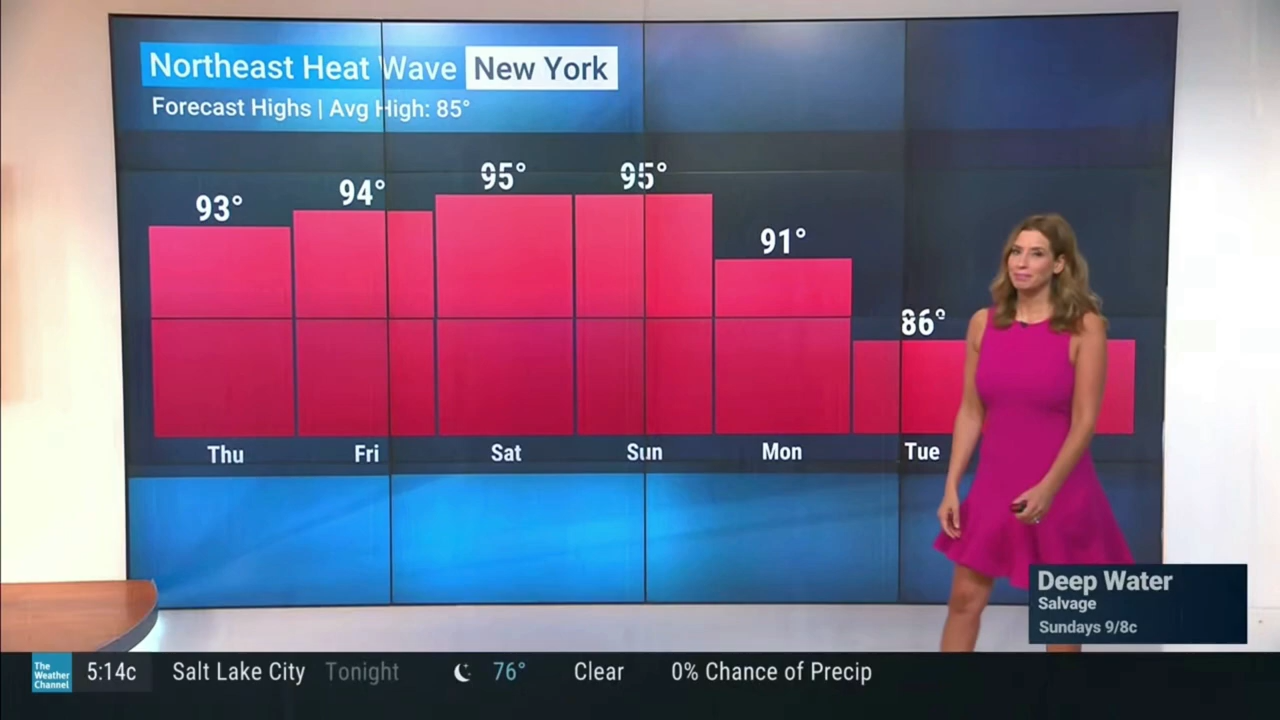 Northeast Heat Wave New York
Forecast Highs | Avg High: 85°
93° 94° 95° 95° 91° 86°
Thu Fri Sat Sun Mon Tue
Deep Water
Salvage
Sundays 9/8c
The
Weather
Channel
5:14c Salt Lake City Tonight 76° Clear 0% Chance of Precip